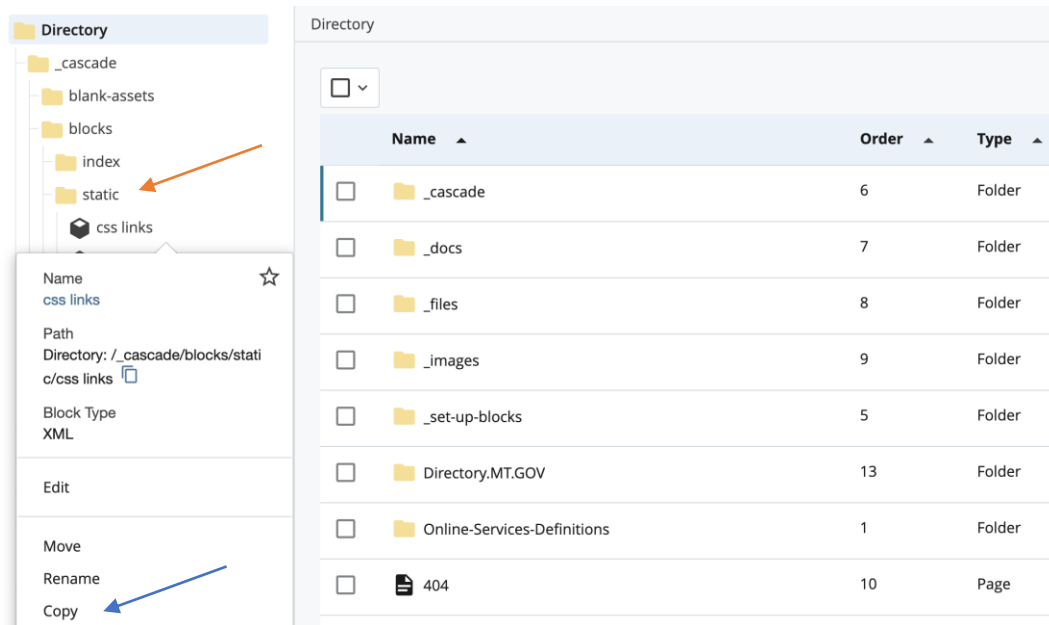 Directory
_cascade
blank-assets
blocks
index
static
css links
Name
css links
Path
Directory: /_cascade/blocks/stati
c/css links
Block Type
XML
Edit
Move
Rename
Copy
Directory
Name Order Type
_cascade 6 Folder
_docs 7 Folder
_files 8 Folder
_images 9 Folder
_set-up-blocks 5 Folder
Directory.MT.GOV 13 Folder
Online-Services-Definitions 1 Folder
404 10 Page